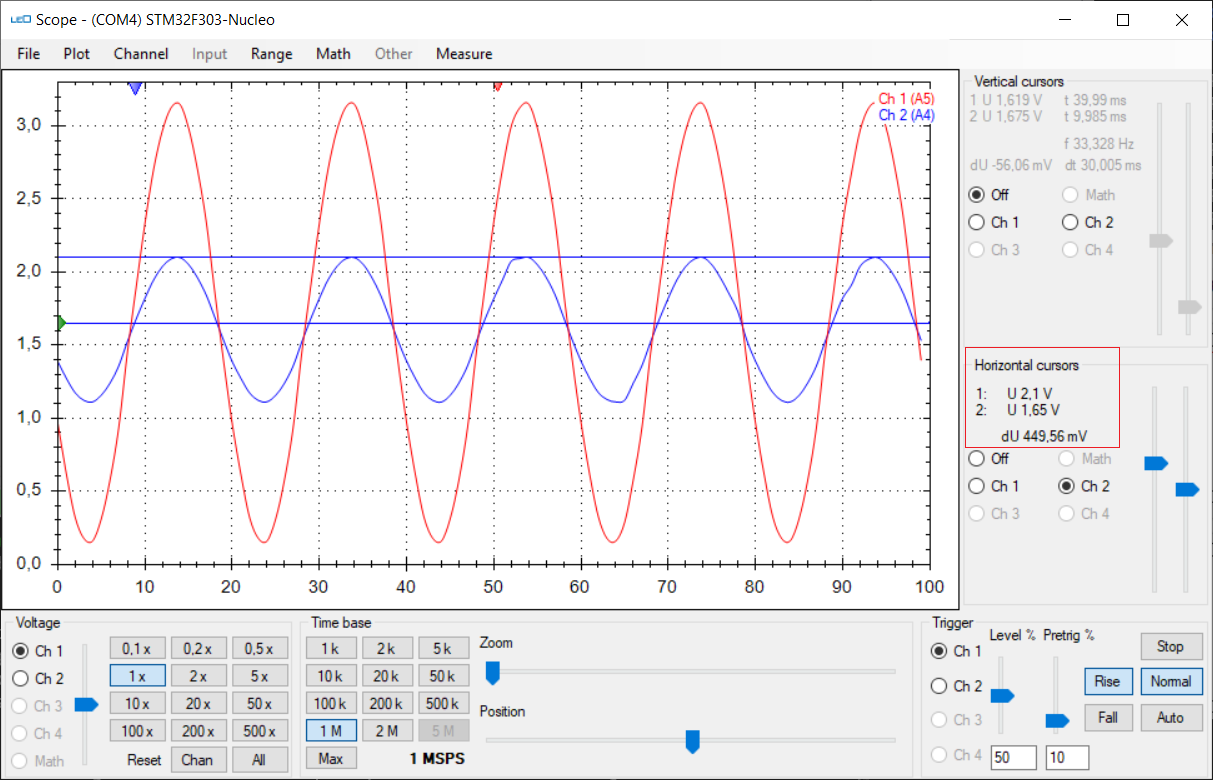 LEO Scope - (COM4) STM32F303-Nucleo
File Plot Channel Input Range Math Other Measure
Ch 1 (A5)
Ch 2 (A4)
3,0
2,5
2,0
1,5
1,0
0,5
0,0
0 10 20 30 40 50 60 70 80 90 100
Vertical cursors
1 U 1,619 V t 39,99 ms
2 U 1,675 V t 9,985 ms
f 33,328 Hz
dU -56,06 mV dt 30,005 ms
Off Math
Ch 1 Ch 2
Ch 3 Ch 4
Horizontal cursors
1: U 2,1 V
2: U 1,65 V
dU 449,56 mV
Off Math
Ch 1 Ch 2
Ch 3 Ch 4
Voltage
Ch 1 0,1 x 0,2 x 0,5 x
Ch 2 1 x 2 x 5 x
Ch 3 10 x 20 x 50 x
Ch 4 100 x 200 x 500 x
Math Reset Chan All
Time base
1 k 2 k 5 k
10 k 20 k 50 k
100 k 200 k 500 k
1 M 2 M 5 M
Max 1 MSPS
Zoom
Position
Trigger
Level % Pretrig %
Ch 1 Stop
Ch 2 Rise Normal
Ch 3 Fall Auto
Ch 4 50 10